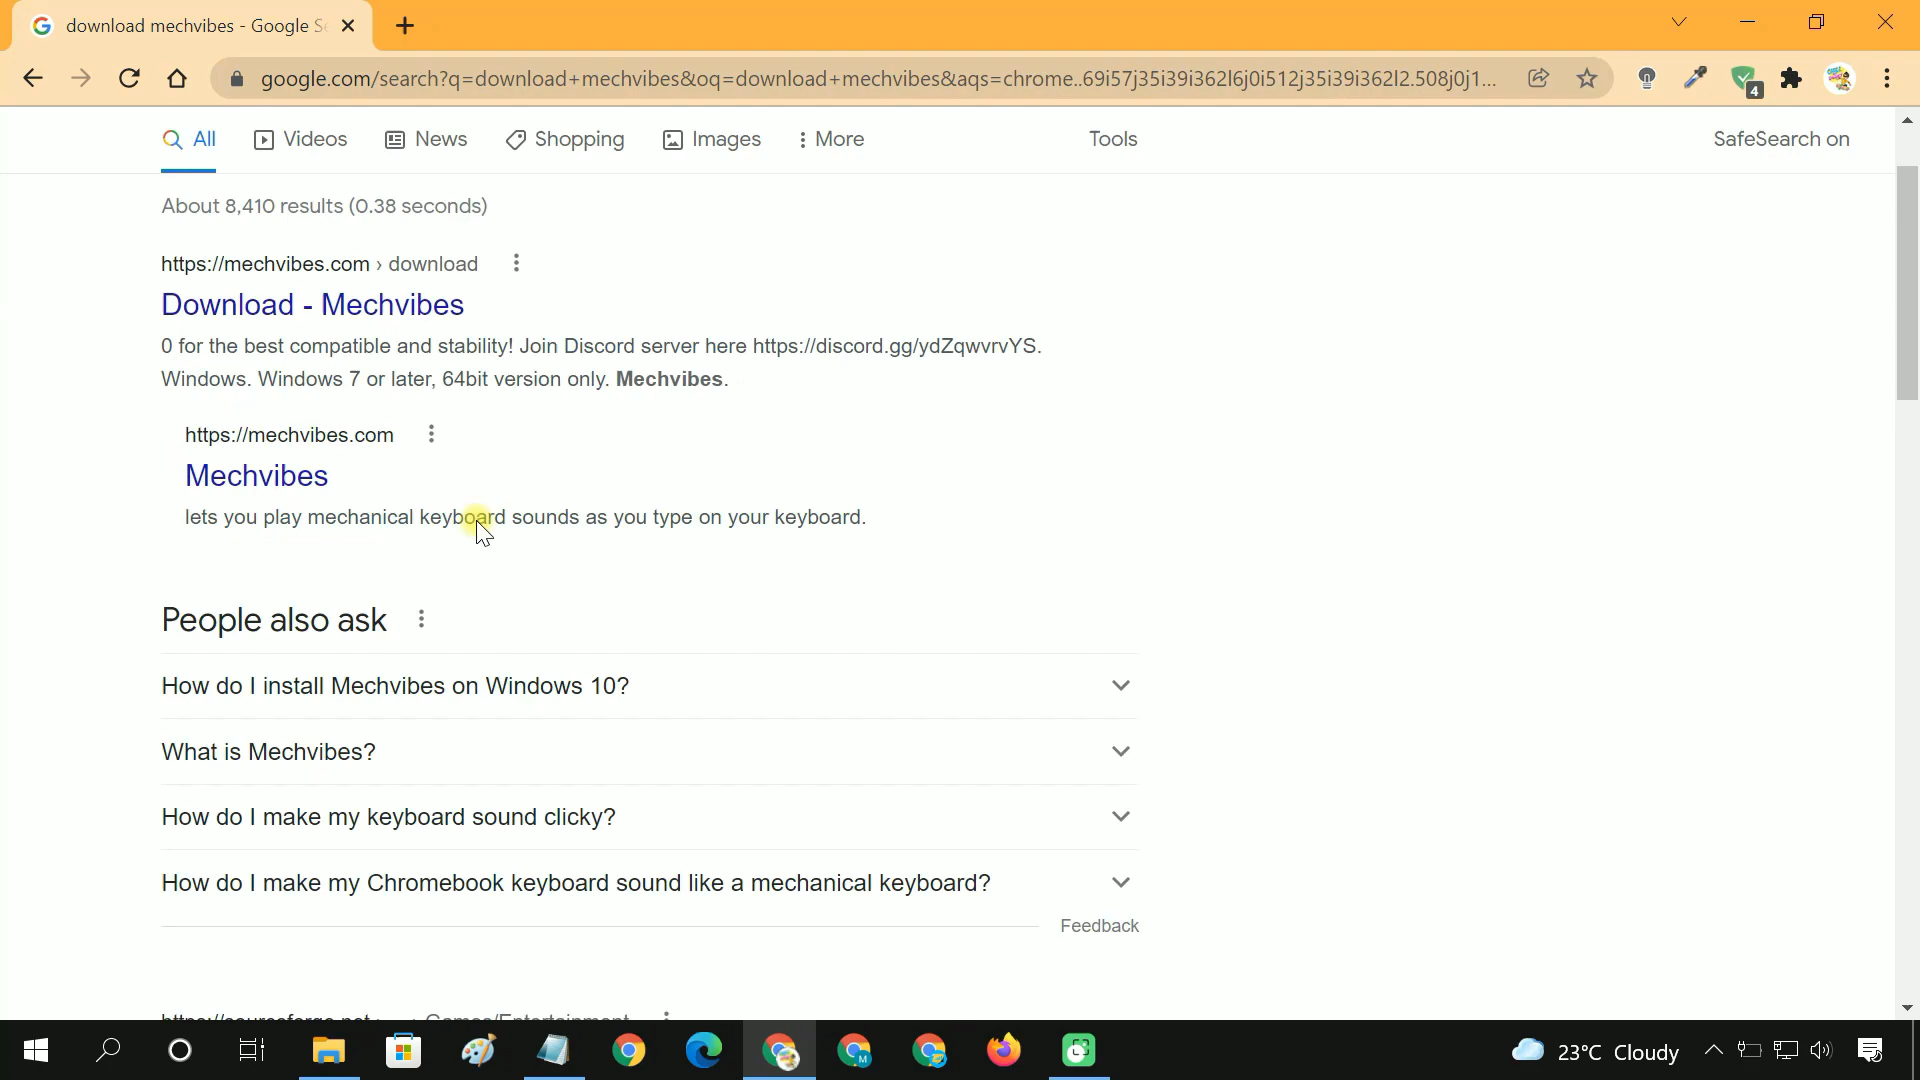 download mechvibes - Google S
google.com/search?q=download+mechvibes&oq=download+mechvibes&aqs=chrome..69i57j35i39i362l6j0i512j35i39i362l2.508j0j1...
4
All
Videos
News
Shopping
Images
More
Tools
SafeSearch on
About 8,410 results (0.38 seconds)
https://mechvibes.com › download
Download - Mechvibes
0 for the best compatible and stability! Join Discord server here https://discord.gg/ydZqwvrvYS.
Windows. Windows 7 or later, 64bit version only. Mechvibes.
https://mechvibes.com
Mechvibes
lets you play mechanical keyboard sounds as you type on your keyboard.
People also ask
How do I install Mechvibes on Windows 10?
What is Mechvibes?
How do I make my keyboard sound clicky?
How do I make my Chromebook keyboard sound like a mechanical keyboard?
Feedback
https://sourceforge.net › ... › Games/Entertainment
23°C Cloudy